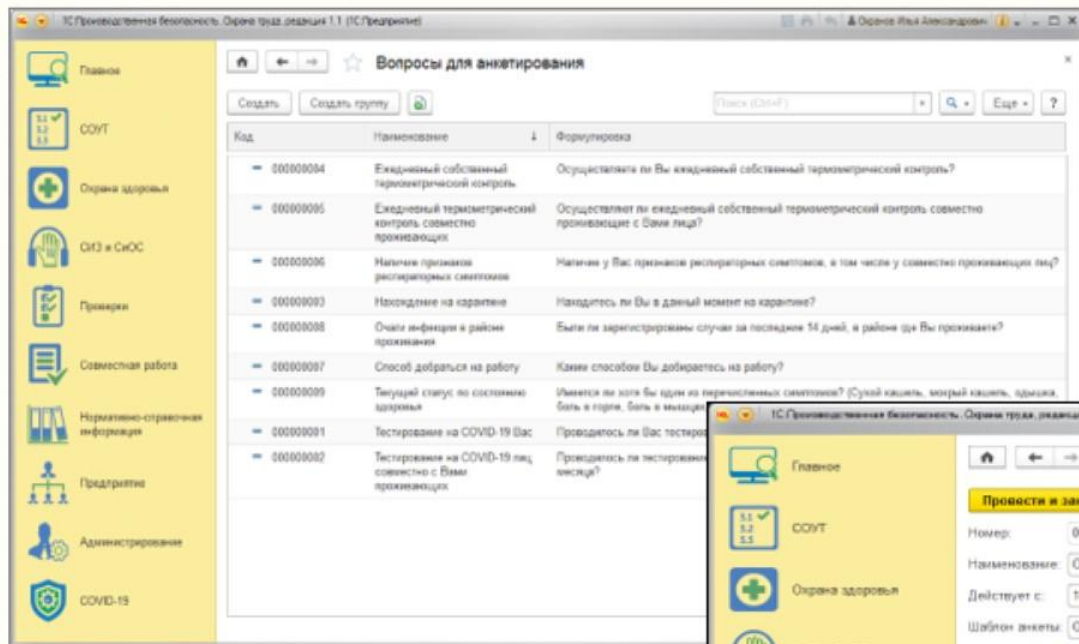 1С:Производственная безопасность. Охрана труда, редакция 1.1 (1С:Предприятие)
Главное
СОУТ
Охрана здоровья
СИЗ и СиОС
Проверки
Совместная работа
Нормативно-справочная
информация
Предприятие
Администрирование
COVID-19
Вопросы для анкетирования
Создать
Создать группу
Поиск (Ctrl+F)
Еще
?
Код
Наименование
Формулировка
000000004
Ежедневный собственный
термометрический контроль
Осуществляете ли Вы ежедневный собственный термометрический контроль?
000000005
Ежедневный термометрический
контроль совместно
проживающих
Осуществляют ли ежедневный собственный термометрический контроль совместно
проживающие с Вами лица?
000000006
Наличие признаков
респираторных симптомов
Наличие у Вас признаков респираторных симптомов, в том числе у совместно проживающих лиц?
000000003
Нахождение на карантине
Находитесь ли Вы в данный момент на карантине?
000000008
Очаги инфекции в районе
проживания
Были ли зарегистрированы случаи за последние 14 дней, в районе где Вы проживаете?
000000007
Способ добраться на работу
Каким способом Вы добираетесь на работу?
000000009
Текущий статус по состоянию
здоровья
Имеется ли хотя бы один из перечисленных симптомов? (Сухой кашель, мокрый кашель, одышка,
боль в горле, боль в мышцах
000000001
Тестирование на COVID-19 Вас
Проводилось ли Вас тестиров
000000002
Тестирование на COVID-19 лиц
совместно с Вами
проживающих
Проводилось ли тестирование
месяца?
1С:Производственная безопасность. Охрана труда, редакц
Главное
СОУТ
Охрана здоровья
Провести и зак
Номер:
Наименование:
Действует с:
Шаблон анкеты: